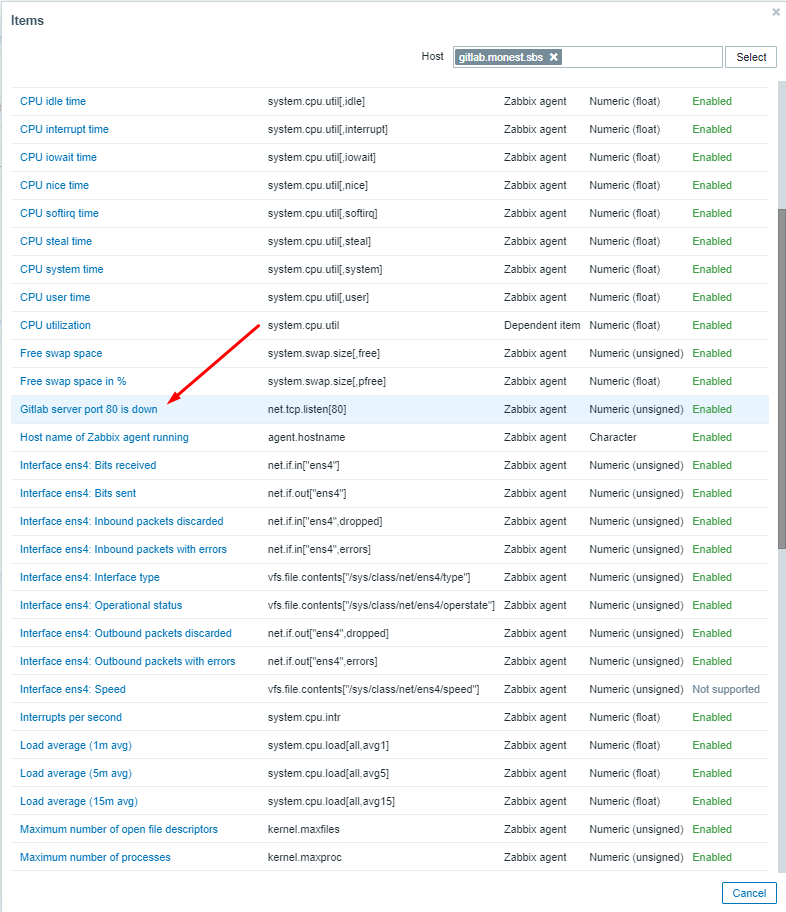 Items
Host gitlab.monest.sbs Select
CPU idle time system.cpu.util[,idle] Zabbix agent Numeric (float) Enabled
CPU interrupt time system.cpu.util[,interrupt] Zabbix agent Numeric (float) Enabled
CPU iowait time system.cpu.util[,iowait] Zabbix agent Numeric (float) Enabled
CPU nice time system.cpu.util[,nice] Zabbix agent Numeric (float) Enabled
CPU softirq time system.cpu.util[,softirq] Zabbix agent Numeric (float) Enabled
CPU steal time system.cpu.util[,steal] Zabbix agent Numeric (float) Enabled
CPU system time system.cpu.util[,system] Zabbix agent Numeric (float) Enabled
CPU user time system.cpu.util[,user] Zabbix agent Numeric (float) Enabled
CPU utilization system.cpu.util Dependent item Numeric (float) Enabled
Free swap space system.swap.size[,free] Zabbix agent Numeric (unsigned) Enabled
Free swap space in % system.swap.size[,pfree] Zabbix agent Numeric (float) Enabled
Gitlab server port 80 is down net.tcp.listen[80] Zabbix agent Numeric (unsigned) Enabled
Host name of Zabbix agent running agent.hostname Zabbix agent Character Enabled
Interface ens4: Bits received net.if.in["ens4"] Zabbix agent Numeric (unsigned) Enabled
Interface ens4: Bits sent net.if.out["ens4"] Zabbix agent Numeric (unsigned) Enabled
Interface ens4: Inbound packets discarded net.if.in["ens4",dropped] Zabbix agent Numeric (unsigned) Enabled
Interface ens4: Inbound packets with errors net.if.in["ens4",errors] Zabbix agent Numeric (unsigned) Enabled
Interface ens4: Interface type vfs.file.contents["/sys/class/net/ens4/type"] Zabbix agent Numeric (unsigned) Enabled
Interface ens4: Operational status vfs.file.contents["/sys/class/net/ens4/operstate"] Zabbix agent Numeric (unsigned) Enabled
Interface ens4: Outbound packets discarded net.if.out["ens4",dropped] Zabbix agent Numeric (unsigned) Enabled
Interface ens4: Outbound packets with errors net.if.out["ens4",errors] Zabbix agent Numeric (unsigned) Enabled
Interface ens4: Speed vfs.file.contents["/sys/class/net/ens4/speed"] Zabbix agent Numeric (unsigned) Not supported
Interrupts per second system.cpu.intr Zabbix agent Numeric (float) Enabled
Load average (1m avg) system.cpu.load[all,avg1] Zabbix agent Numeric (float) Enabled
Load average (5m avg) system.cpu.load[all,avg5] Zabbix agent Numeric (float) Enabled
Load average (15m avg) system.cpu.load[all,avg15] Zabbix agent Numeric (float) Enabled
Maximum number of open file descriptors kernel.maxfiles Zabbix agent Numeric (unsigned) Enabled
Maximum number of processes kernel.maxproc Zabbix agent Numeric (unsigned) Enabled
Cancel